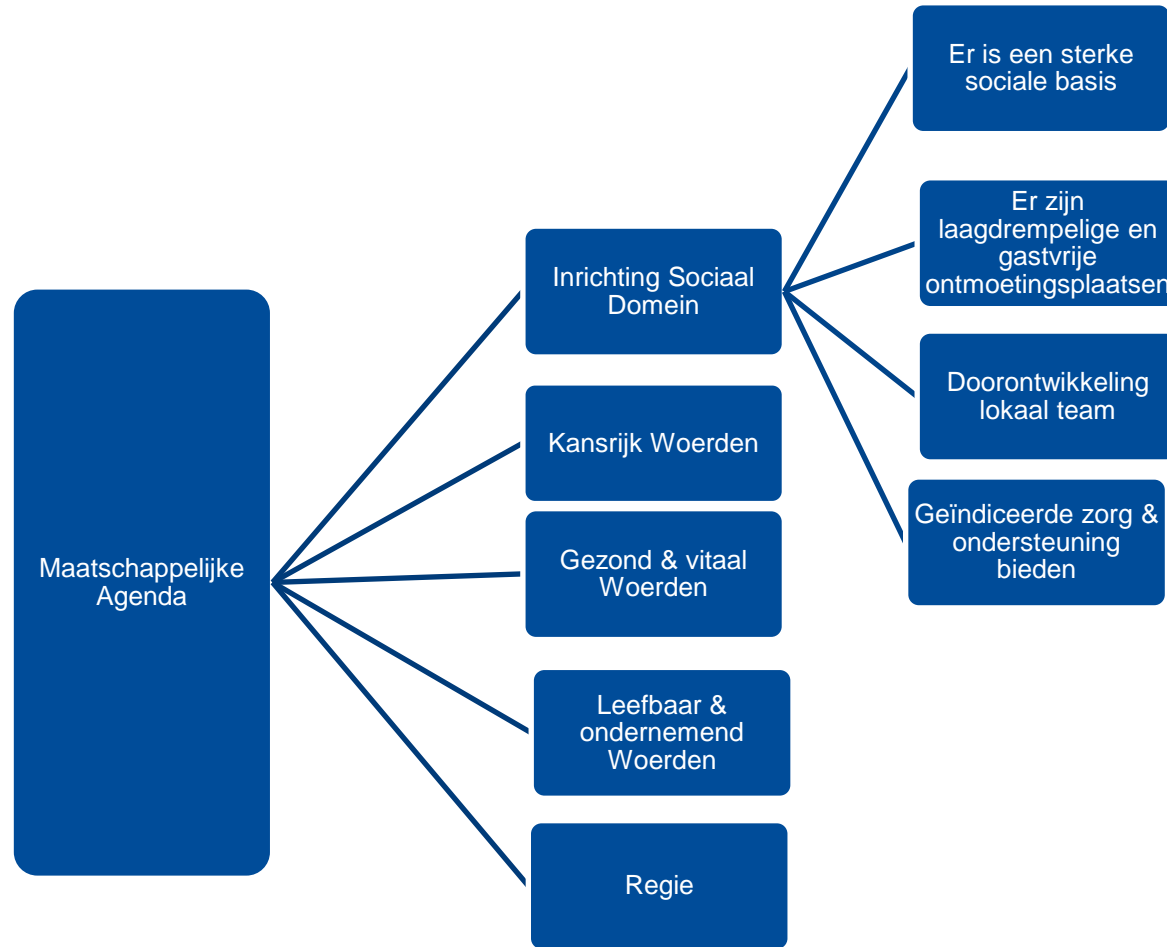 Maatschappelijke
Agenda
Inrichting Sociaal
Domein
Kansrijk Woerden
Gezond & vitaal
Woerden
Leefbaar &
ondernemend
Woerden
Regie
Er is een sterke
sociale basis
Er zijn
laagdrempelige en
gastvrije
ontmoetingsplaatsen
Doorontwikkeling
lokaal team
Geïndiceerde zorg &
ondersteuning
bieden